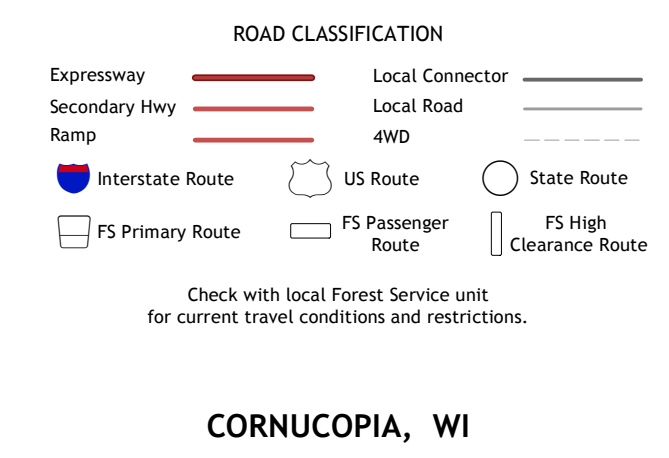 ROAD CLASSIFICATION
Expressway
Local Connector
Secondary Hwy
Local Road
Ramp
4WD
Interstate Route
US Route
State Route
FS Primary Route
FS Passenger
Route
FS High
Clearance Route
Check with local Forest Service unit
for current travel conditions and restrictions.
CORNUCOPIA, WI